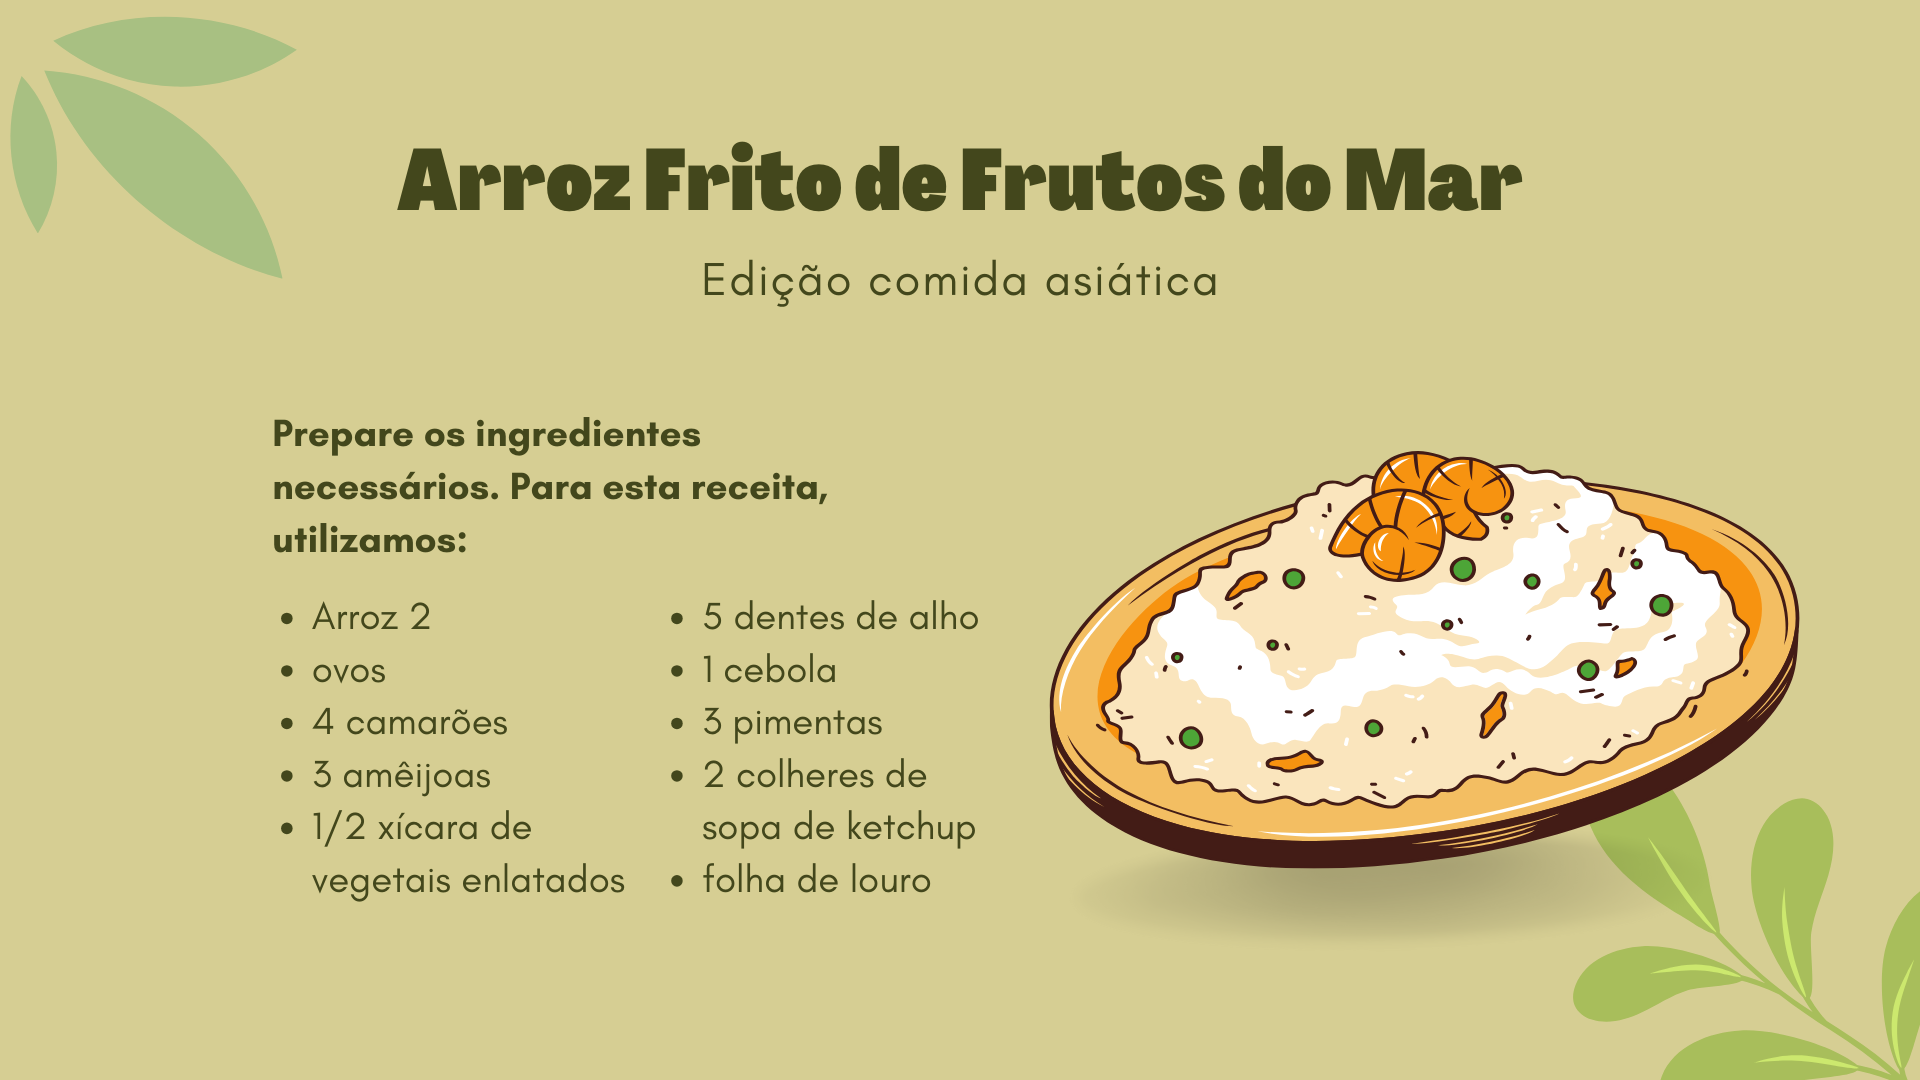 Arroz Frito de Frutos do Mar
Edição comida asiática
Prepare os ingredientes
necessários. Para esta receita,
utilizamos:
• Arroz 2
• ovos
• 4 camarões
• 3 amêijoas
• 1/2 xícara de
vegetais enlatados
• 5 dentes de alho
• 1 cebola
• 3 pimentas
• 2 colheres de
sopa de ketchup
• folha de louro